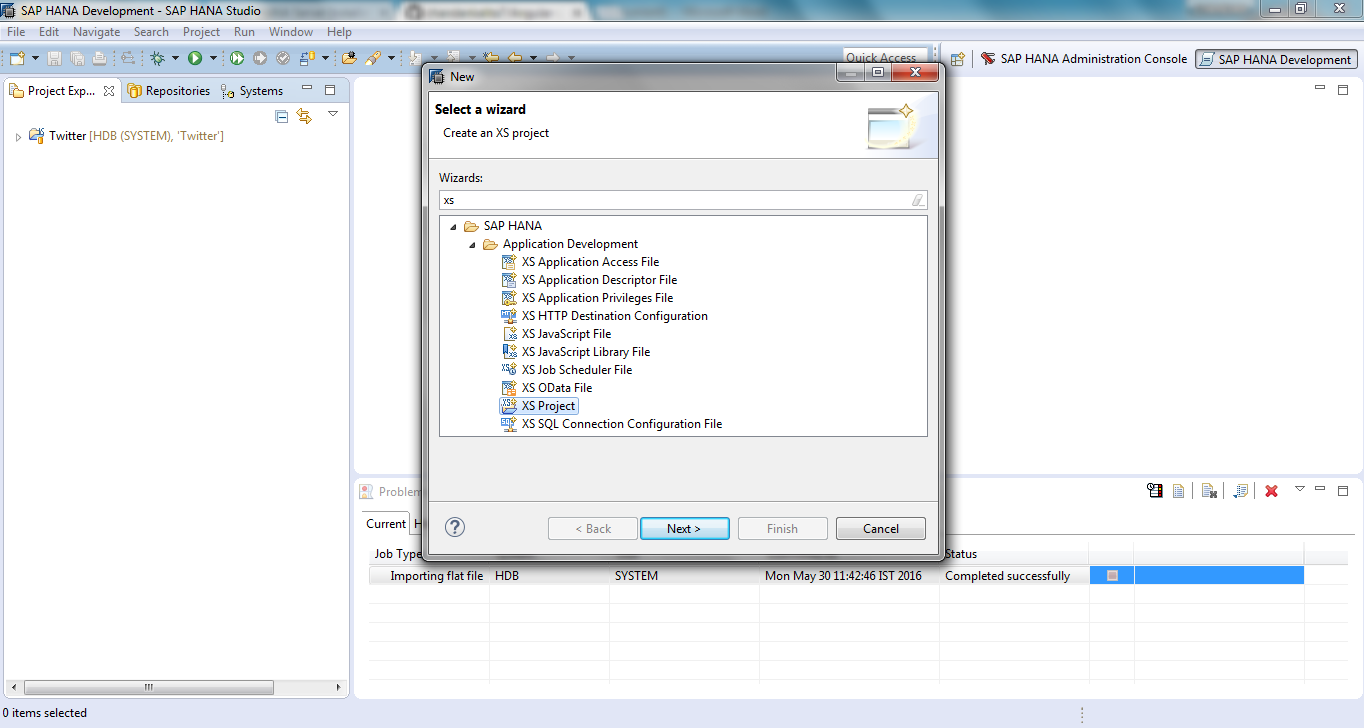 SAP HANA Development - SAP HANA Studio
File Edit Navigate Search Project Run Window Help
Quick Access
SAP HANA Administration Console SAP HANA Development
Project Exp... Repositories Systems
Twitter [HDB (SYSTEM), 'Twitter']
New
Select a wizard
Create an XS project
Wizards:
xs
SAP HANA
Application Development
XS Application Access File
XS Application Descriptor File
XS Application Privileges File
XS HTTP Destination Configuration
XS JavaScript File
XS JavaScript Library File
XS Job Scheduler File
XS OData File
XS Project
XS SQL Connection Configuration File
< Back Next > Finish Cancel
Problem
Current H
Job Type Status
Importing flat file HDB SYSTEM Mon May 30 11:42:46 IST 2016 Completed successfully
0 items selected